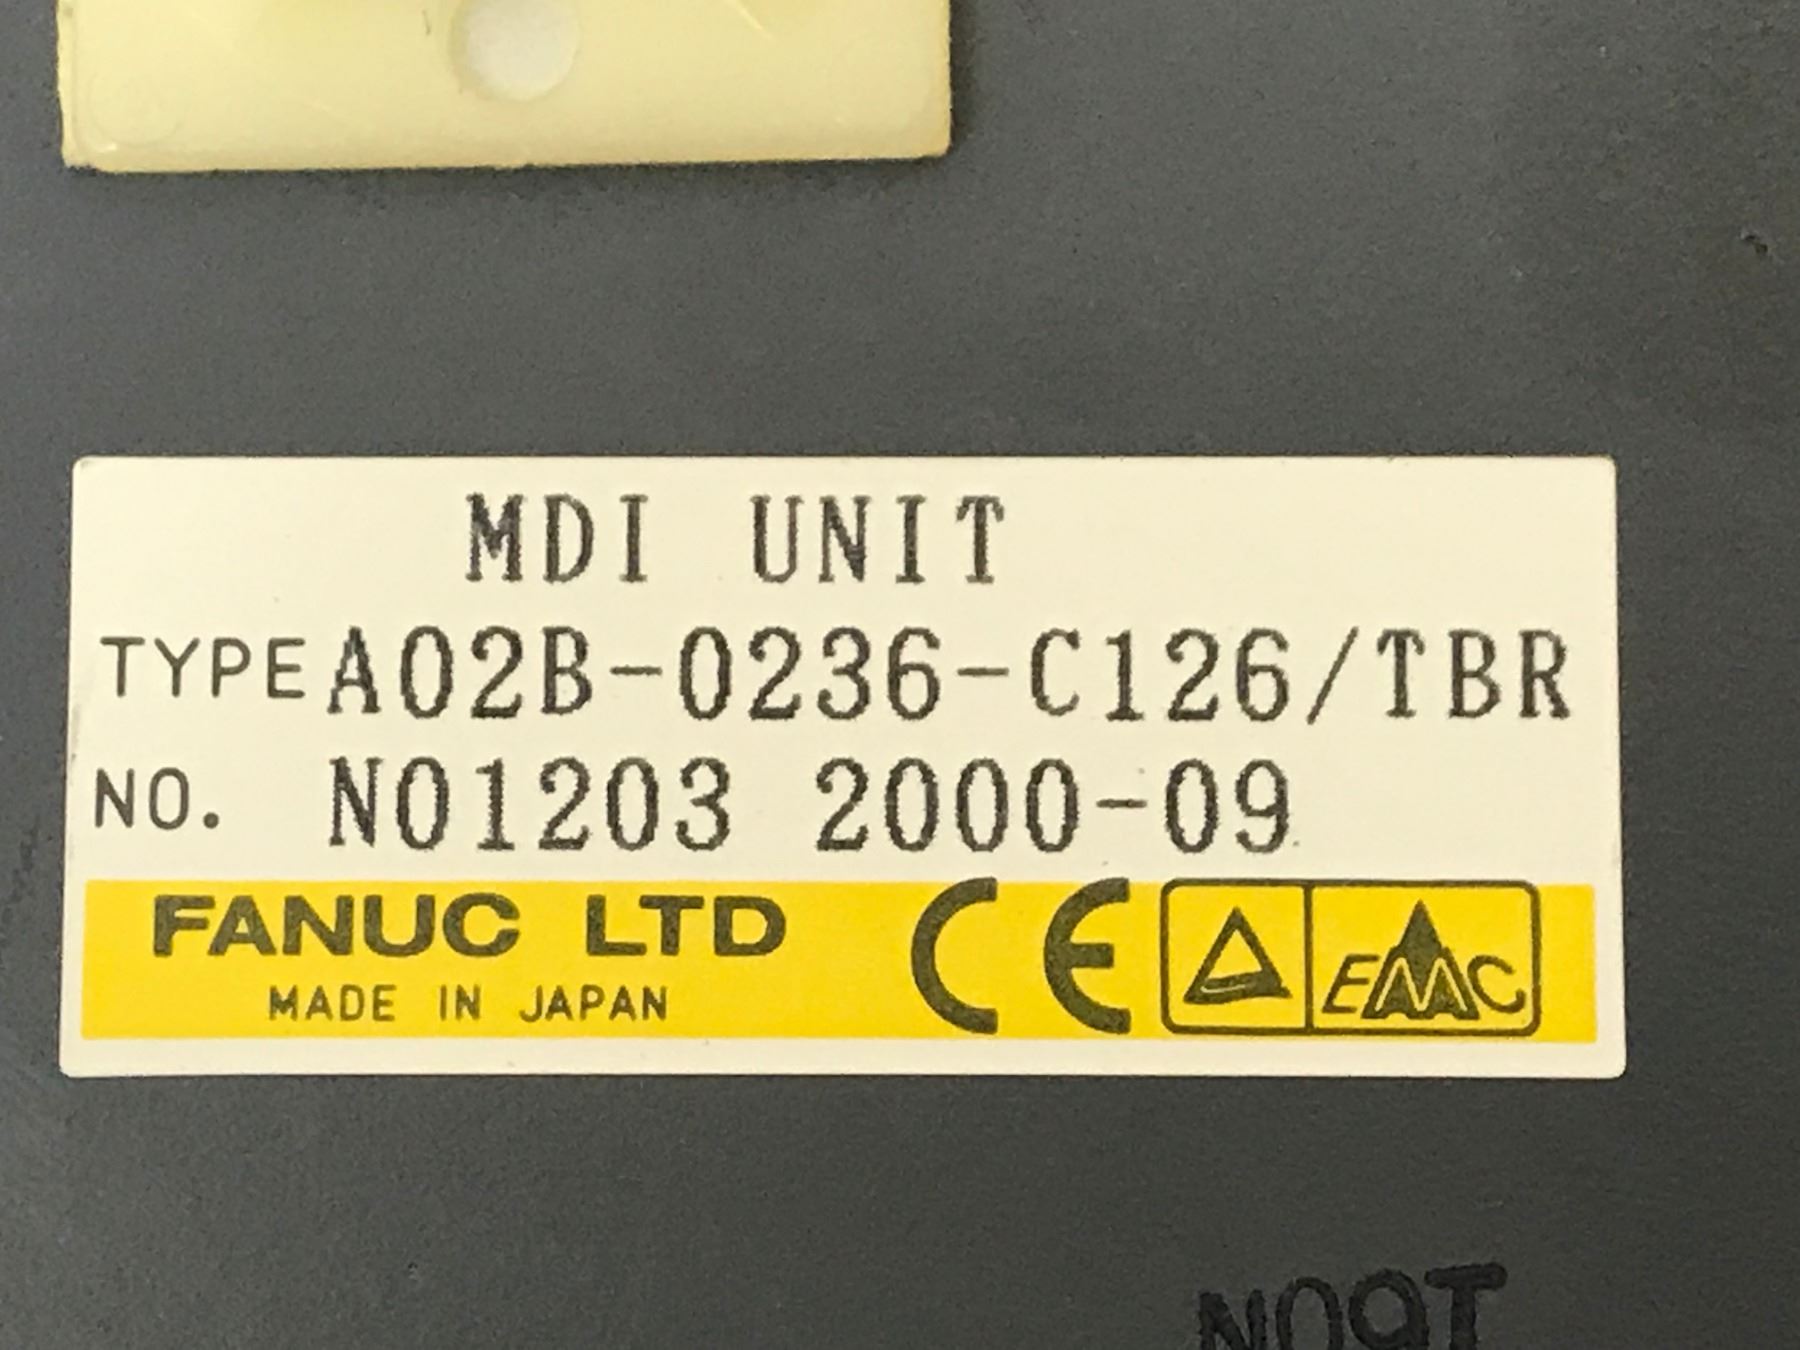 MDI UNIT
TYPE A02B-0236-C126/TBR
NO. N01203 2000-09
FANUC LTD
MADE IN JAPAN
CE
EMC